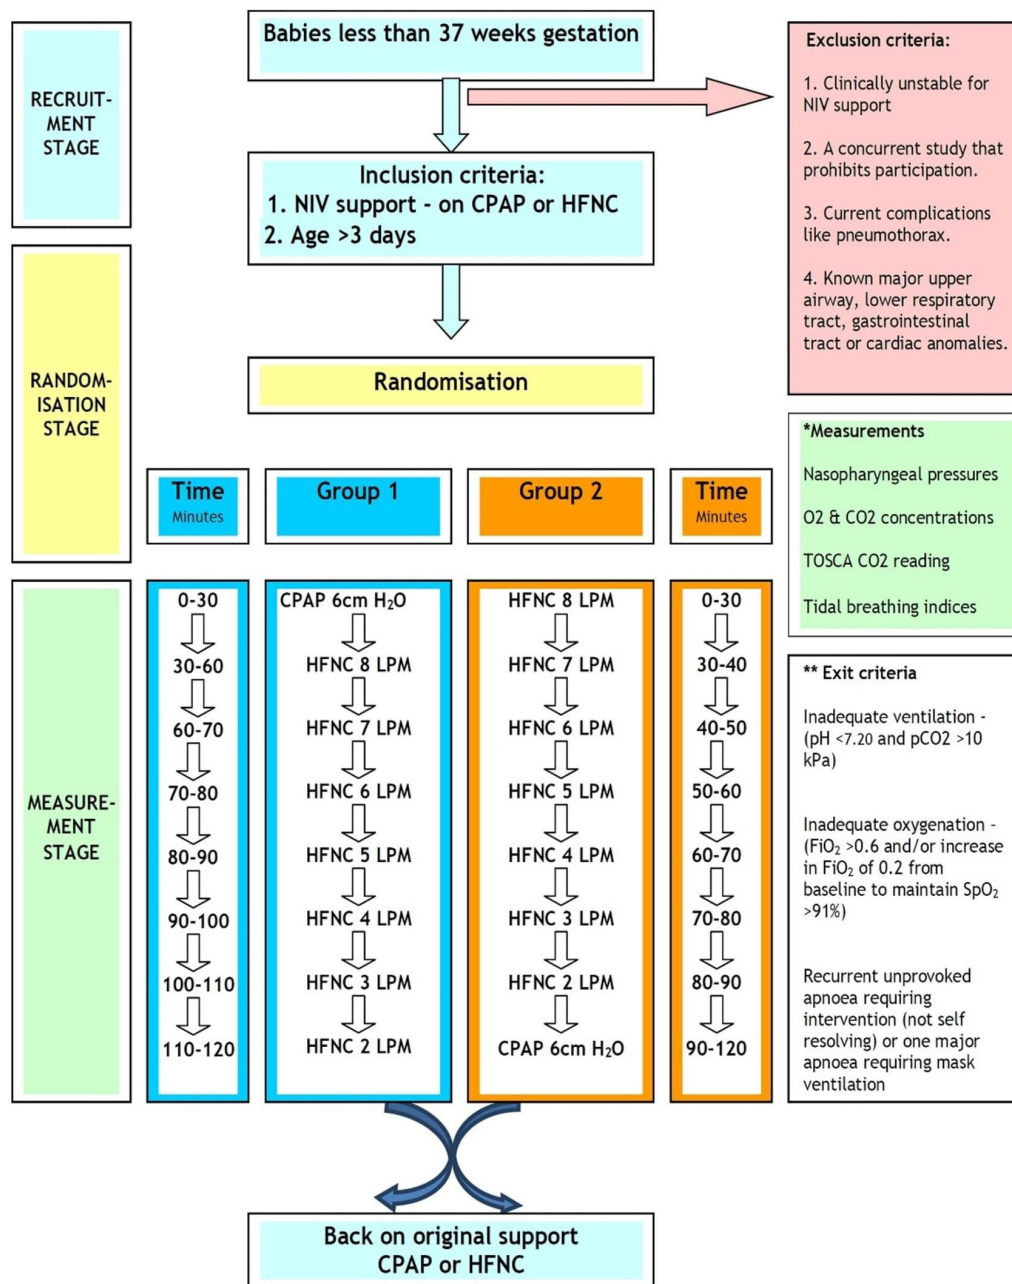 RECRUIT-
MENT
STAGE
Babies less than 37 weeks gestation
Inclusion criteria:
1. NIV support - on CPAP or HFNC
2. Age >3 days
Exclusion criteria:
1. Clinically unstable for
NIV support
2. A concurrent study that
prohibits participation.
3. Current complications
like pneumothorax.
4. Known major upper
airway, lower respiratory
tract, gastrointestinal
tract or cardiac anomalies.
RANDOM-
ISATION
STAGE
Randomisation
Time
Minutes
Group 1
Group 2
Time
Minutes
*Measurements
Nasopharyngeal pressures
O2 & CO2 concentrations
TOSCA CO2 reading
Tidal breathing indices
MEASURE-
MENT
STAGE
0-30 CPAP 6cm H₂O HFNC 8 LPM 0-30
30-60 HFNC 8 LPM HFNC 7 LPM 30-40
60-70 HFNC 7 LPM HFNC 6 LPM 40-50
70-80 HFNC 6 LPM HFNC 5 LPM 50-60
80-90 HFNC 5 LPM HFNC 4 LPM 60-70
90-100 HFNC 4 LPM HFNC 3 LPM 70-80
100-110 HFNC 3 LPM HFNC 2 LPM 80-90
110-120 HFNC 2 LPM CPAP 6cm H₂O 90-120
** Exit criteria
Inadequate ventilation -
(pH <7.20 and pCO2 >10
kPa)
Inadequate oxygenation –
(FiO₂ >0.6 and/or increase
in FiO₂ of 0.2 from
baseline to maintain SpO₂
>91%)
Recurrent unprovoked
apnoea requiring
intervention (not self
resolving) or one major
apnoea requiring mask
ventilation
Back on original support
CPAP or HFNC